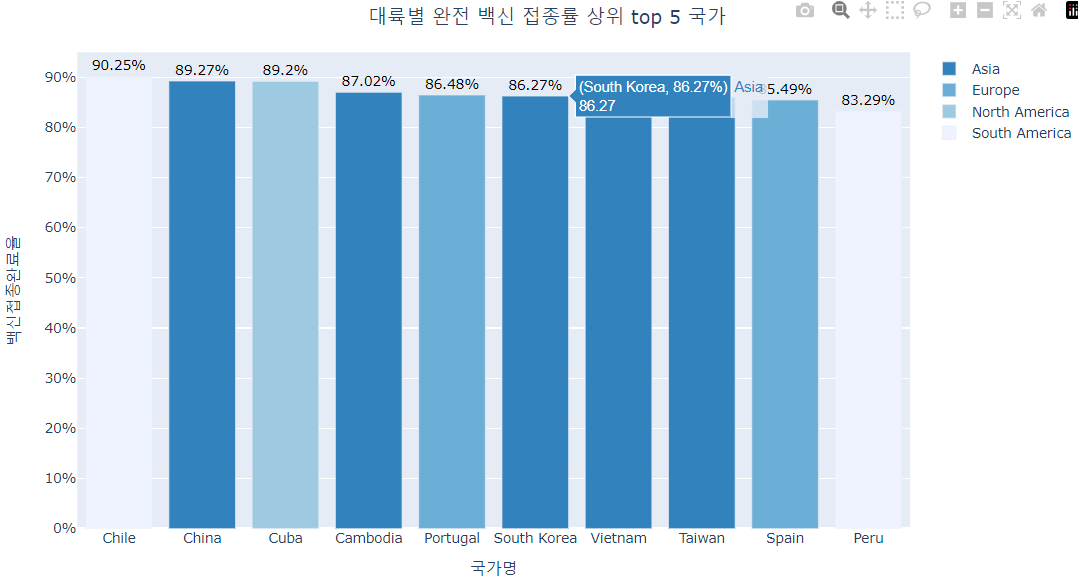 대륙별 완전 백신 접종률 상위 top 5 국가
90.25%
89.27%
89.2%
87.02%
86.48%
86.27%
(South Korea, 86.27%)
86.27
Asia
5.49%
83.29%
Asia
Europe
North America
South America
백신접종완료율
90%
80%
70%
60%
50%
40%
30%
20%
10%
0%
Chile China Cuba Cambodia Portugal South Korea Vietnam Taiwan Spain Peru
국가명